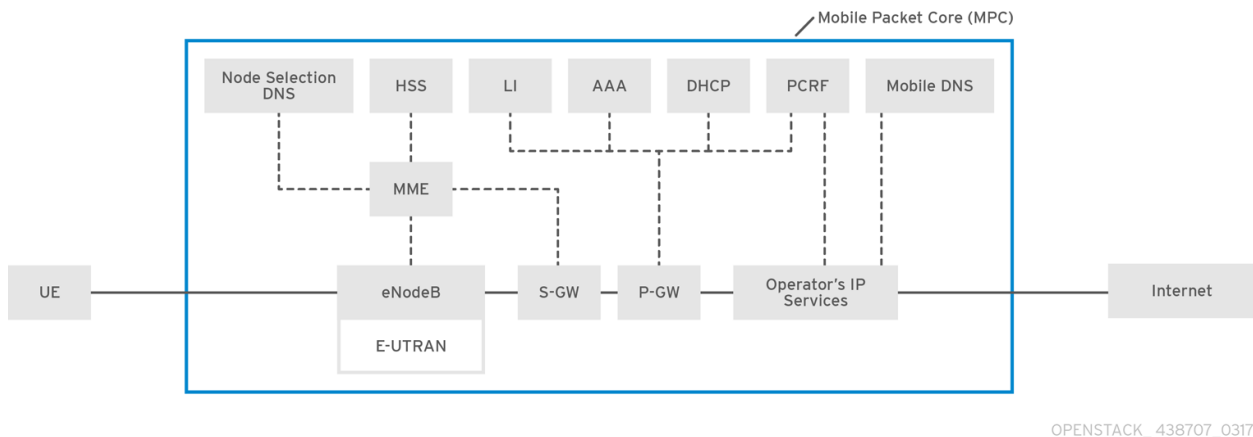 Mobile Packet Core (MPC)
Node Selection
DNS
HSS
LI
AAA
DHCP
PCRF
Mobile DNS
MME
UE
eNodeB
S-GW
P-GW
Operator's IP
Services
Internet
E-UTRAN
OPENSTACK_438707_0317